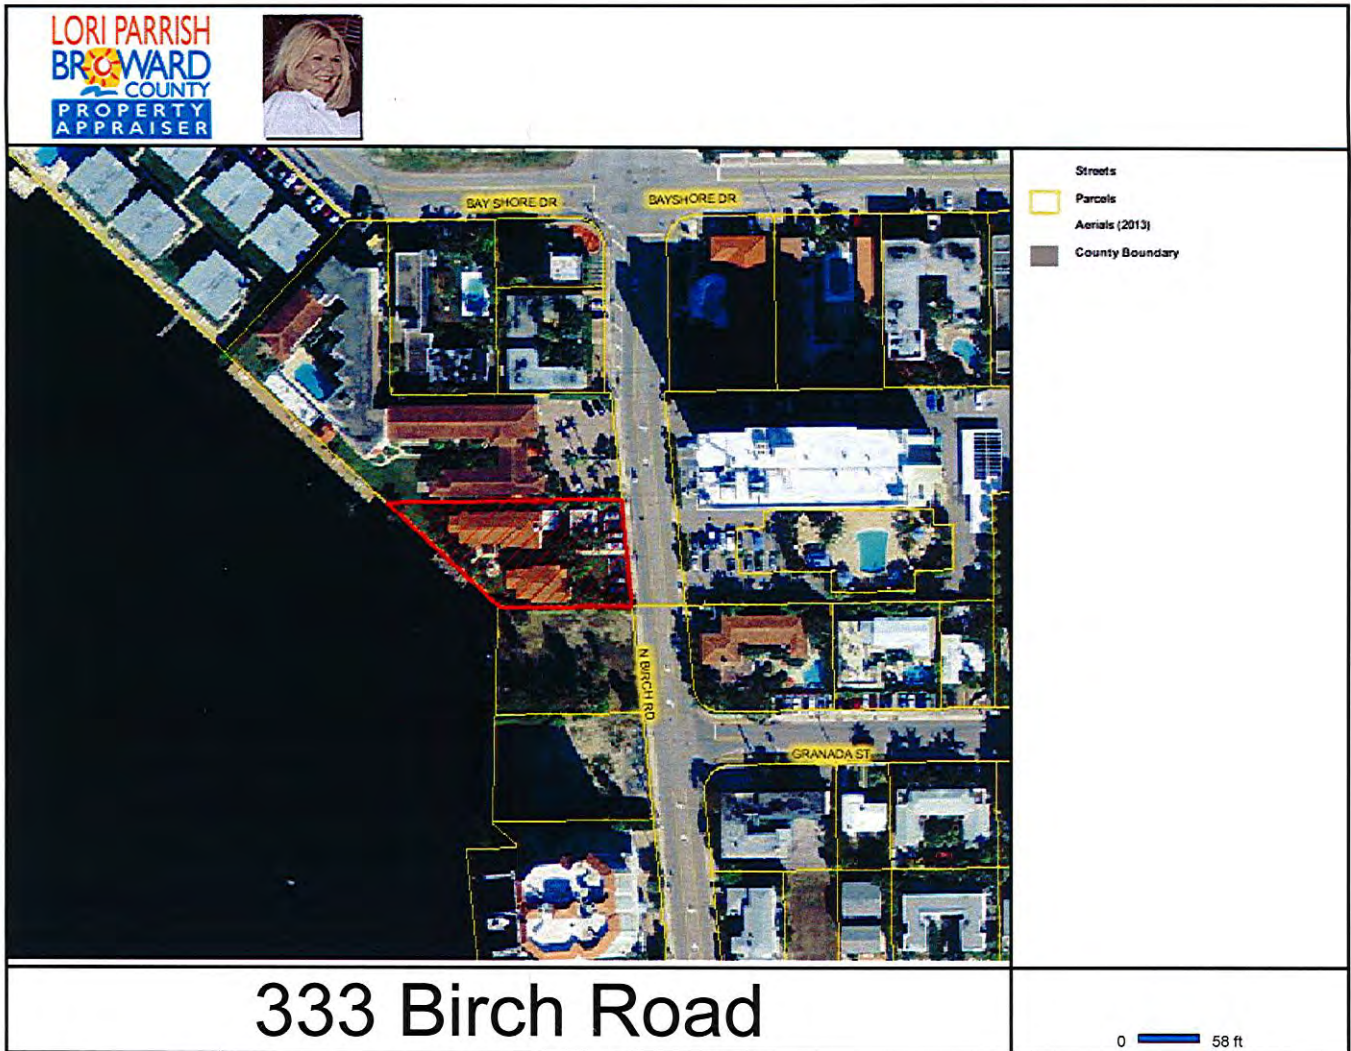 LORI PARRISH
BROWARD
COUNTY
PROPERTY
APPRAISER
Streets
Parcels
Aerials (2013)
County Boundary
BAY SHORE DR
BAYSHORE DR
N BIRCH RD
GRANADA ST
333 Birch Road
0 58 ft